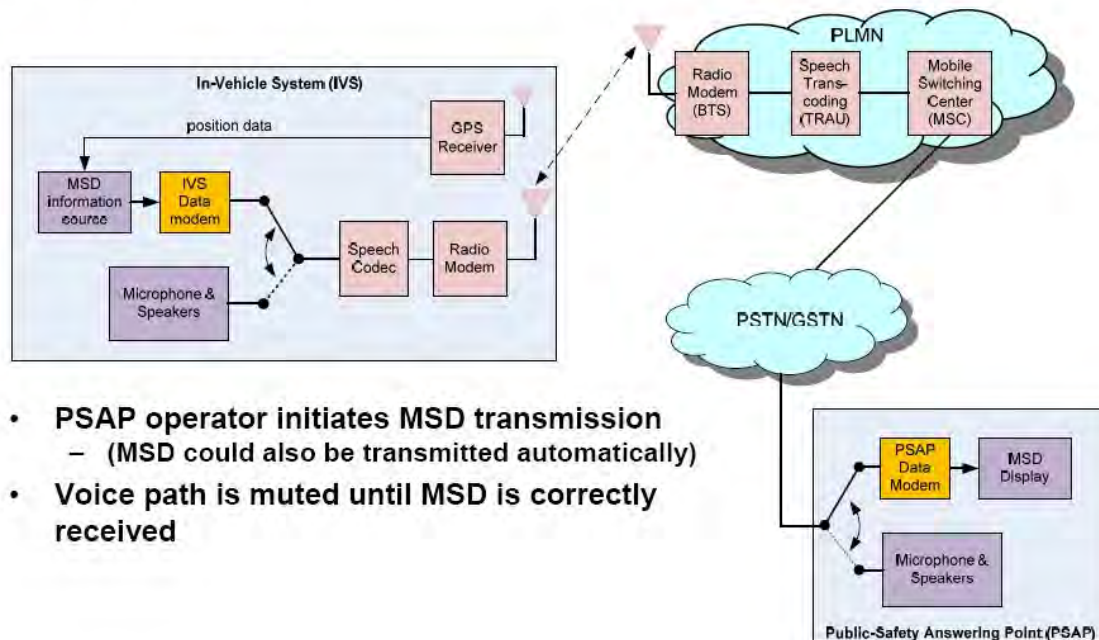 PLMN
Radio
Modem
(BTS)
Speech
Trans-
coding
(TRAU)
Mobile
Switching
Center
(MSC)
In-Vehicle System (IVS)
position data
GPS
Receiver
MSD
information
source
IVS
Data
modem
Speech
Codec
Radio
Modem
Microphone &
Speakers
PSTN/GSTN
• PSAP operator initiates MSD transmission
– (MSD could also be transmitted automatically)
• Voice path is muted until MSD is correctly
received
PSAP
Data
Modem
MSD
Display
Microphone &
Speakers
Public-Safety Answering Point (PSAP)